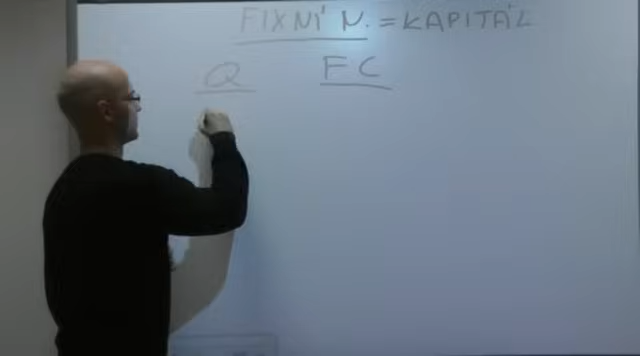 FIXNÍ N. = KAPITÁL
Q FC